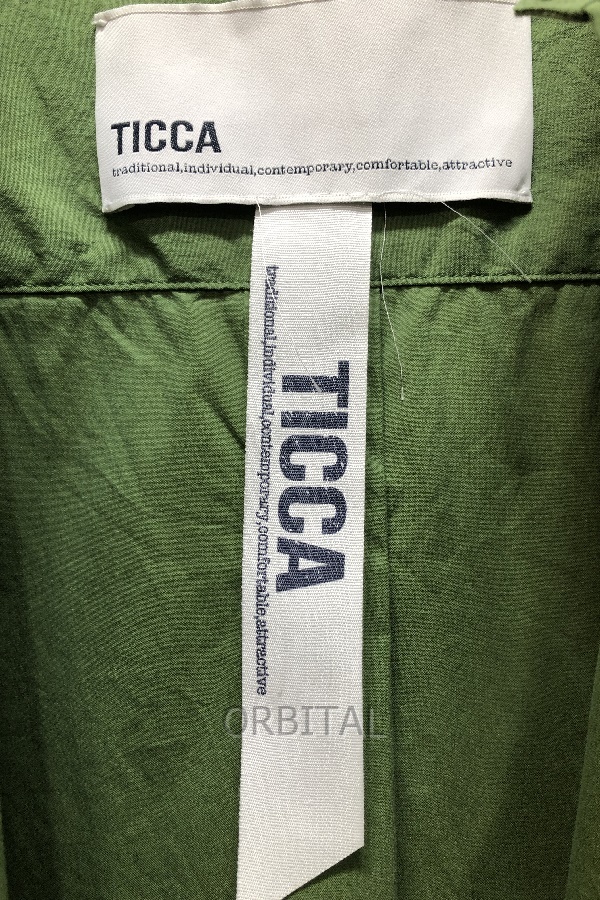 TICCA
traditional,individual,contemporary,comfortable,attractive
TICCA
traditional,individual,contemporary,comfortable,attractive
ORBITAL